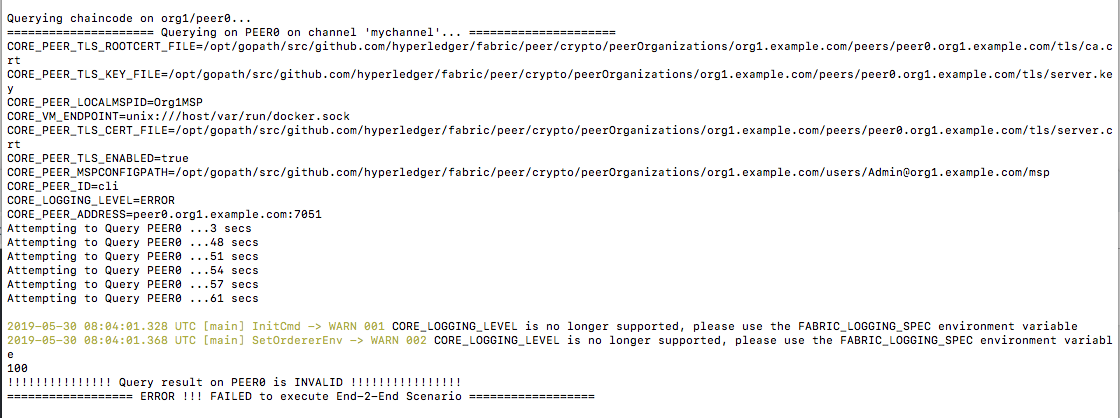 Querying chaincode on org1/peer0...
===================== Querying on PEER0 on channel 'mychannel'... =====================
CORE_PEER_TLS_ROOTCERT_FILE=/opt/gopath/src/github.com/hyperledger/fabric/peer/crypto/peerOrganizations/org1.example.com/peers/peer0.org1.example.com/tls/ca.c
rt
CORE_PEER_TLS_KEY_FILE=/opt/gopath/src/github.com/hyperledger/fabric/peer/crypto/peerOrganizations/org1.example.com/peers/peer0.org1.example.com/tls/server.ke
y
CORE_PEER_LOCALMSPID=Org1MSP
CORE_VM_ENDPOINT=unix:///host/var/run/docker.sock
CORE_PEER_TLS_CERT_FILE=/opt/gopath/src/github.com/hyperledger/fabric/peer/crypto/peerOrganizations/org1.example.com/peers/peer0.org1.example.com/tls/server.c
rt
CORE_PEER_TLS_ENABLED=true
CORE_PEER_MSPCONFIGPATH=/opt/gopath/src/github.com/hyperledger/fabric/peer/crypto/peerOrganizations/org1.example.com/users/Admin@org1.example.com/msp
CORE_PEER_ID=cli
CORE_LOGGING_LEVEL=ERROR
CORE_PEER_ADDRESS=peer0.org1.example.com:7051
Attempting to Query PEER0 ...3 secs
Attempting to Query PEER0 ...48 secs
Attempting to Query PEER0 ...51 secs
Attempting to Query PEER0 ...54 secs
Attempting to Query PEER0 ...57 secs
Attempting to Query PEER0 ...61 secs
2019-05-30 08:04:01.328 UTC [main] InitCmd -> WARN 001 CORE_LOGGING_LEVEL is no longer supported, please use the FABRIC_LOGGING_SPEC environment variable
2019-05-30 08:04:01.368 UTC [main] SetOrdererEnv -> WARN 002 CORE_LOGGING_LEVEL is no longer supported, please use the FABRIC_LOGGING_SPEC environment variabl
e
100
!!!!!!!!!!!!!!! Query result on PEER0 is INVALID !!!!!!!!!!!!!!!!
================== ERROR !!! FAILED to execute End-2-End Scenario ==================